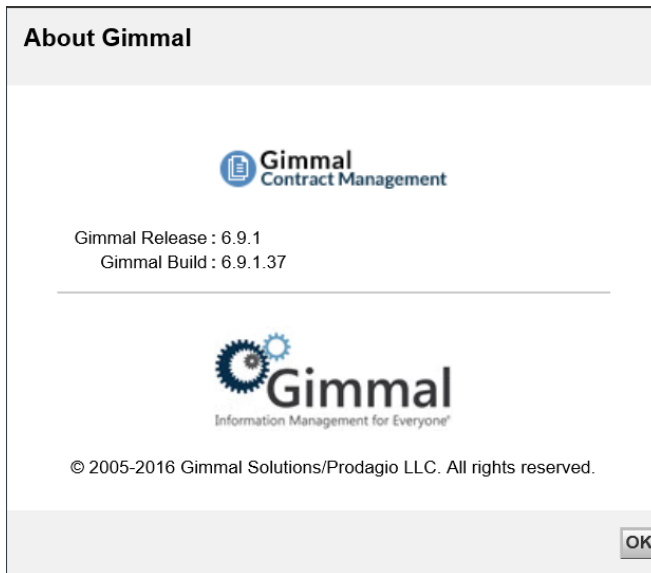 About Gimmal
Gimmal
Contract Management
Gimmal Release : 6.9.1
Gimmal Build : 6.9.1.37
Gimmal
Information Management for Everyone®
© 2005-2016 Gimmal Solutions/Prodagio LLC. All rights reserved.
OK